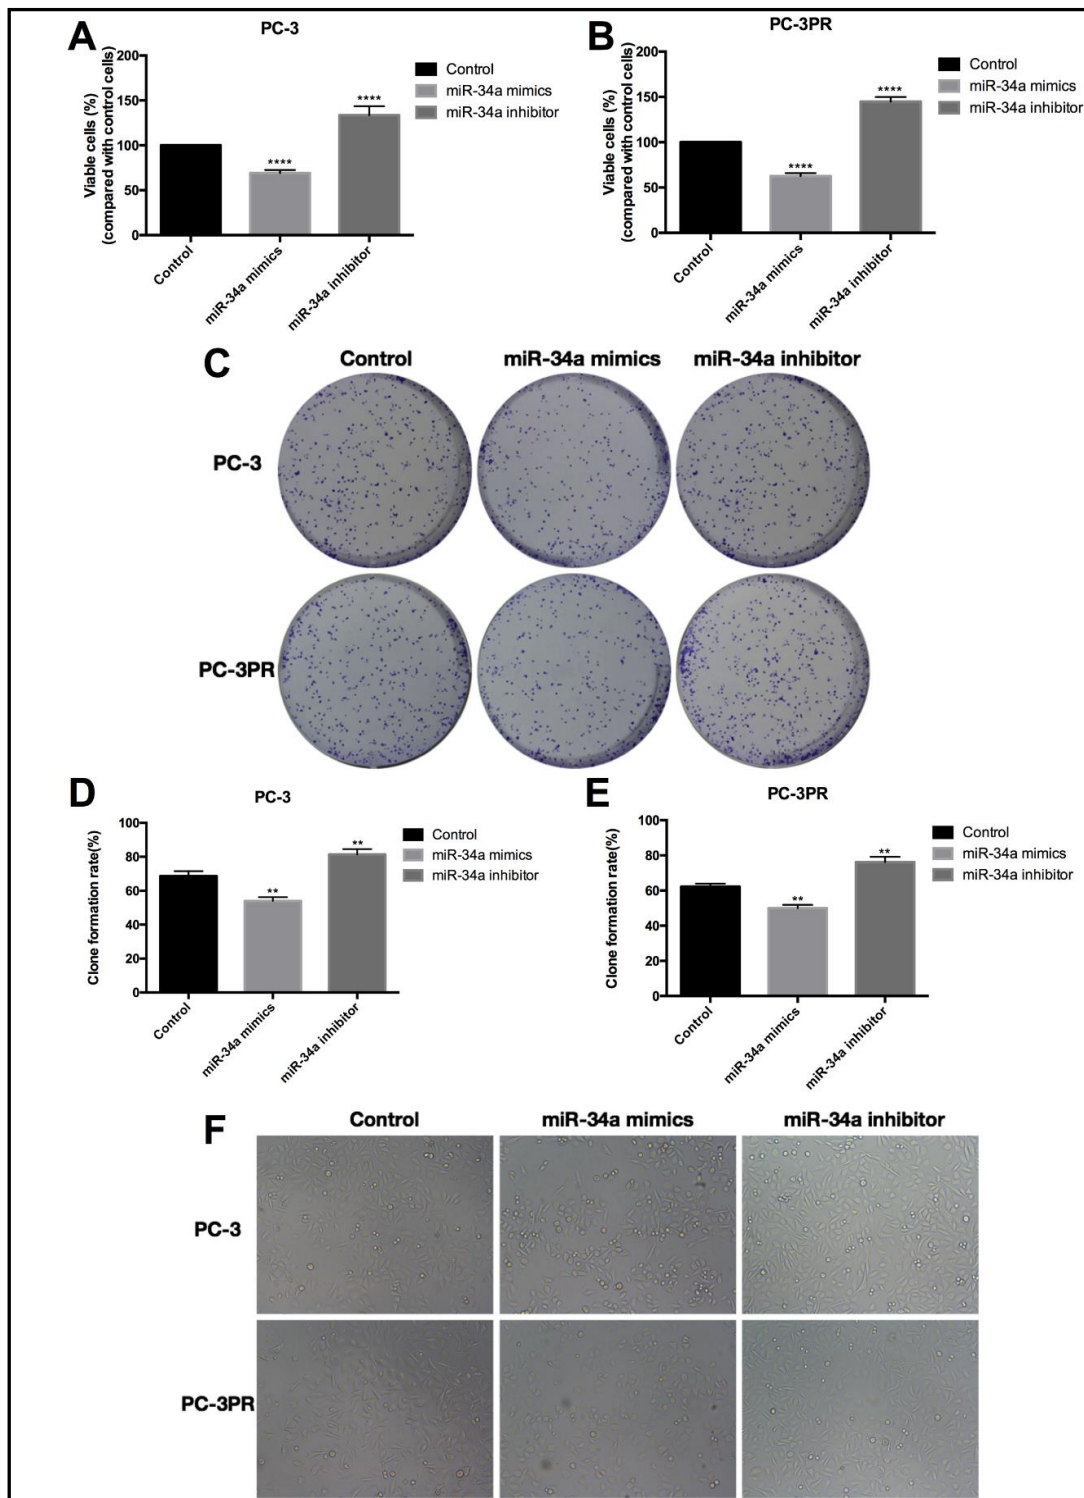 A
PC-3
Viable cells (%)
(compared with control cells)
200
150
100
50
0
****
****
Control
miR-34a mimics
miR-34a inhibitor
Control
miR-34a mimics
miR-34a inhibitor
B
PC-3PR
Viable cells (%)
(compared with control cells)
200
150
100
50
0
****
****
Control
miR-34a mimics
miR-34a inhibitor
Control
miR-34a mimics
miR-34a inhibitor
C
Control miR-34a mimics miR-34a inhibitor
PC-3
PC-3PR
D
PC-3
Clone formation rate(%)
100
80
60
40
20
0
**
**
Control
miR-34a mimics
miR-34a inhibitor
Control
miR-34a mimics
miR-34a inhibitor
E
PC-3PR
Clone formation rate(%)
100
80
60
40
20
0
**
**
Control
miR-34a mimics
miR-34a inhibitor
Control
miR-34a mimics
miR-34a inhibitor
F
Control miR-34a mimics miR-34a inhibitor
PC-3
PC-3PR